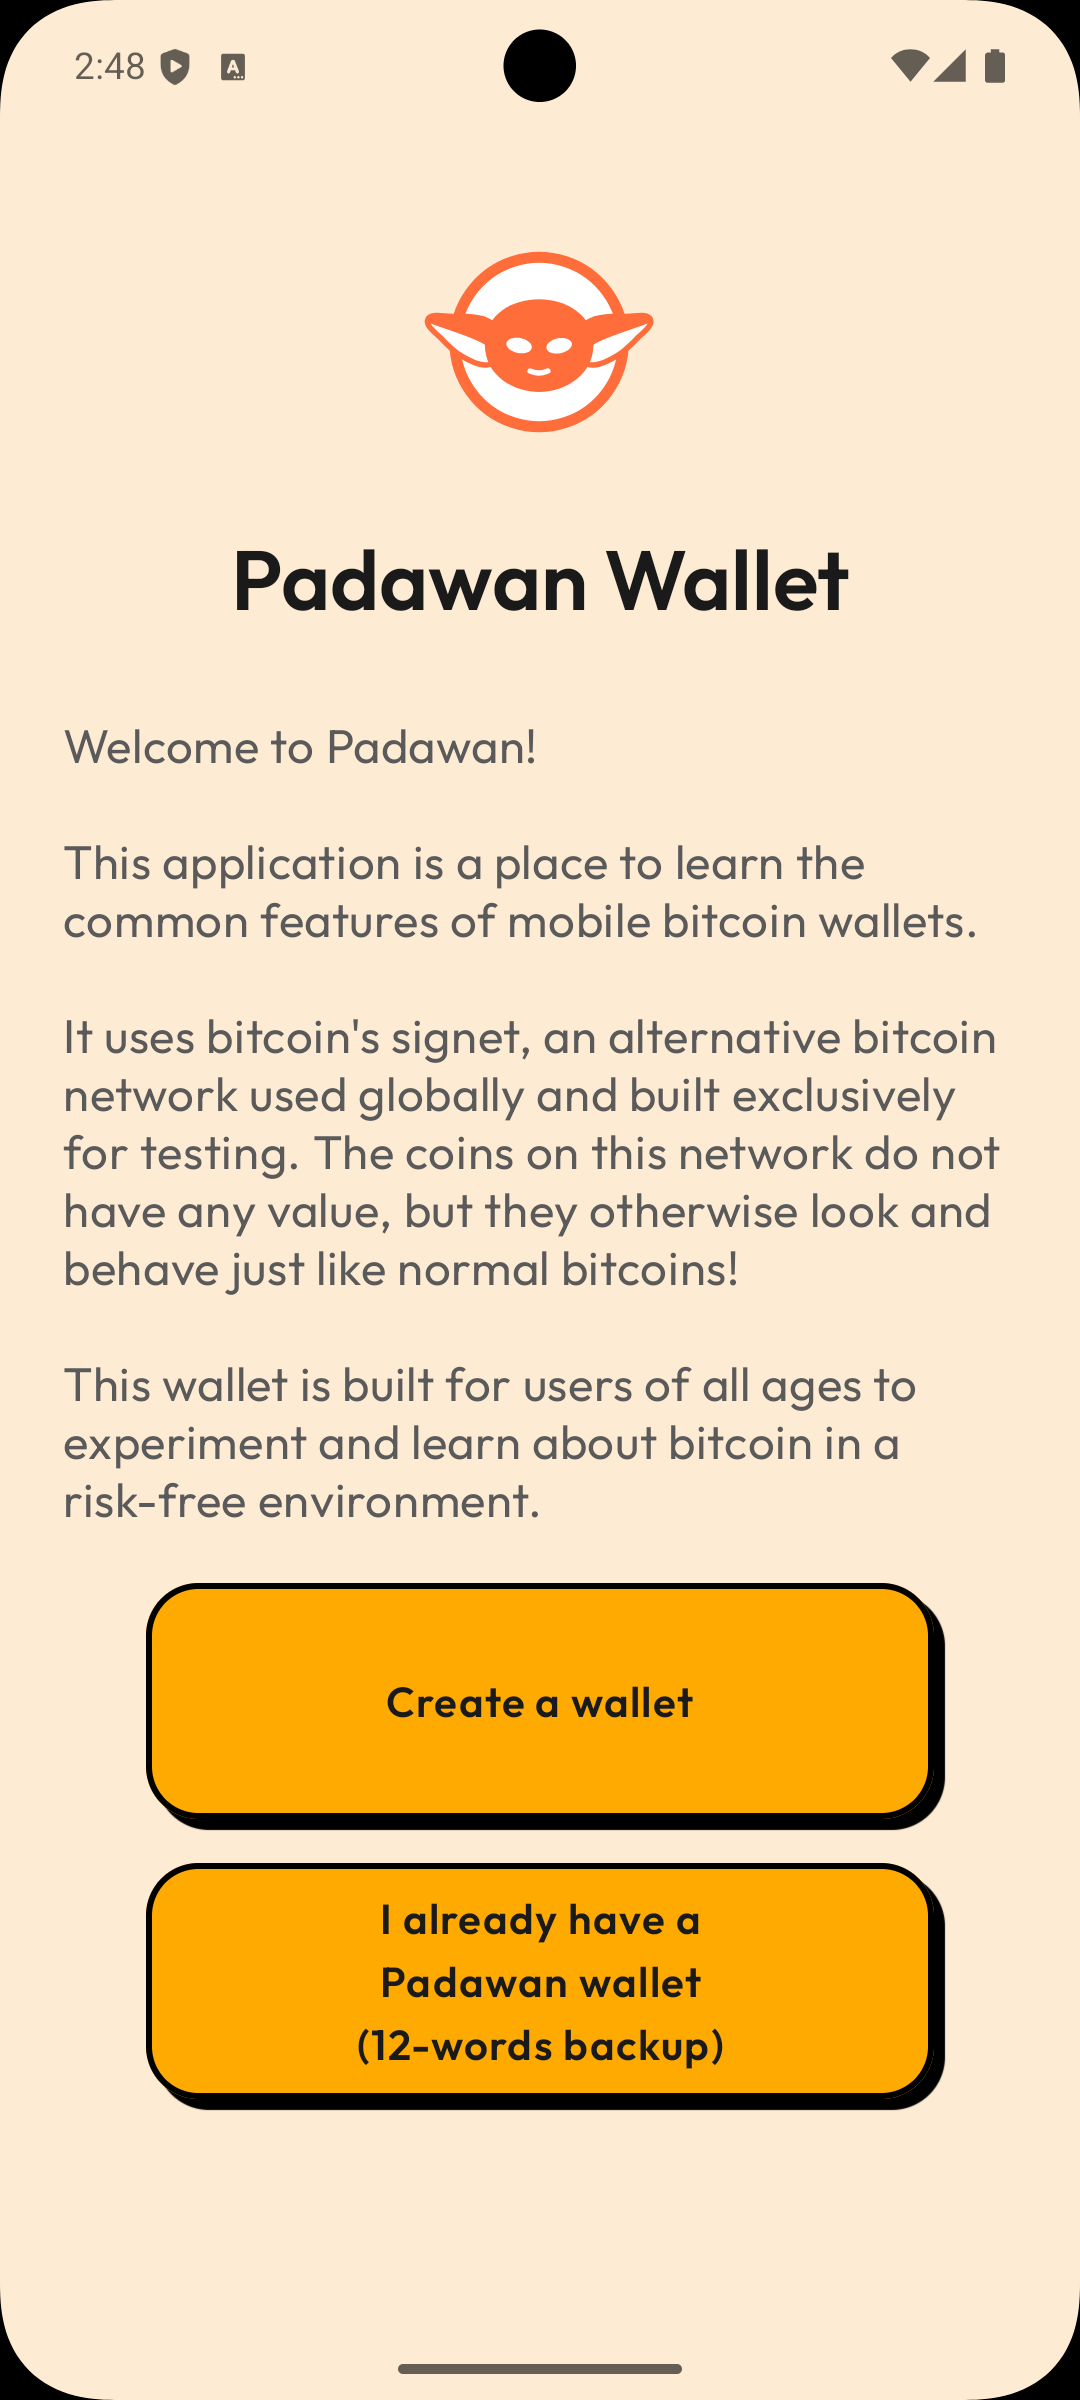 2:48
Padawan Wallet
Welcome to Padawan!
This application is a place to learn the
common features of mobile bitcoin wallets.
It uses bitcoin's signet, an alternative bitcoin
network used globally and built exclusively
for testing. The coins on this network do not
have any value, but they otherwise look and
behave just like normal bitcoins!
This wallet is built for users of all ages to
experiment and learn about bitcoin in a
risk-free environment.
Create a wallet
I already have a
Padawan wallet
(12-words backup)